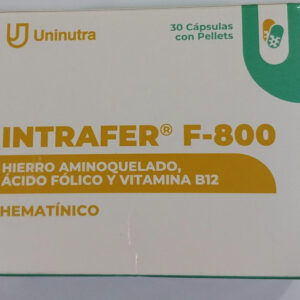 Uninutra
30 Cápsulas
con Pellets
INTRAFER® F-800
HIERRO AMINOQUELADO,
ÁCIDO FÓLICO Y VITAMINA B12
HEMATÍNICO